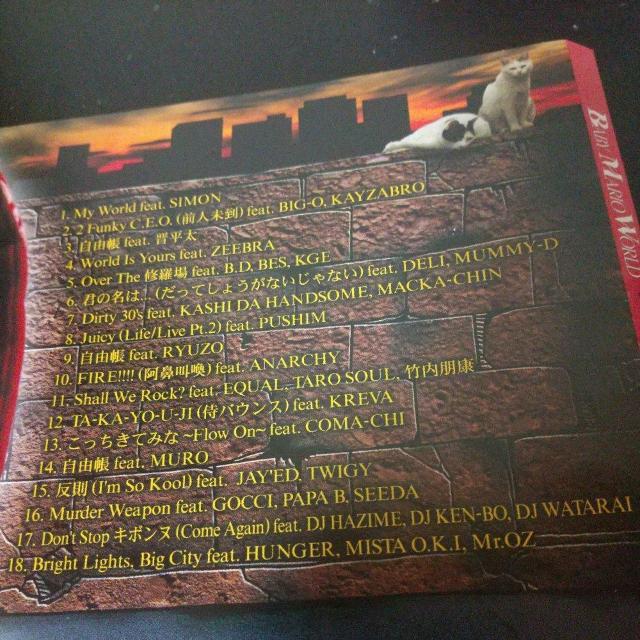 1. My World feat. SIMON
2. 2 Funky C.E.O. (前人未到) feat. BIG-O, KAYZABRO
3. 自由帳 feat. 晋平太
4. World Is Yours feat. ZEEBRA
5. Over The 修羅場 feat. B.D, BES, KGE
6. 君の名は... (だってしょうがないじゃない) feat. DELI, MUMMY-D
7. Dirty 30's feat. KASHI DA HANDSOME, MACKA-CHIN
8. Juicy (Life/Live Pt.2) feat. PUSHIM
9. 自由帳 feat. RYUZO
10. FIRE!!!! (阿鼻叫喚) feat. ANARCHY
11. Shall We Rock? feat. EQUAL, TARO SOUL, 竹内朋康
12. TA-KA-YO-U-JI (侍バウンス) feat. KREVA
13. こっちきてみな ~Flow On~ feat. COMA-CHI
14. 自由帳 feat. MURO
15. 反則 (I'm So Kool) feat. JAY'ED, TWIGY
16. Murder Weapon feat. GOCCI, PAPA B, SEEDA
17. Don't Stop キボンヌ (Come Again) feat. DJ HAZIME, DJ KEN-BO, DJ WATARAI
18. Bright Lights, Big City feat. HUNGER, MISTA O.K.I, Mr.OZ
BABY MARIO WORLD